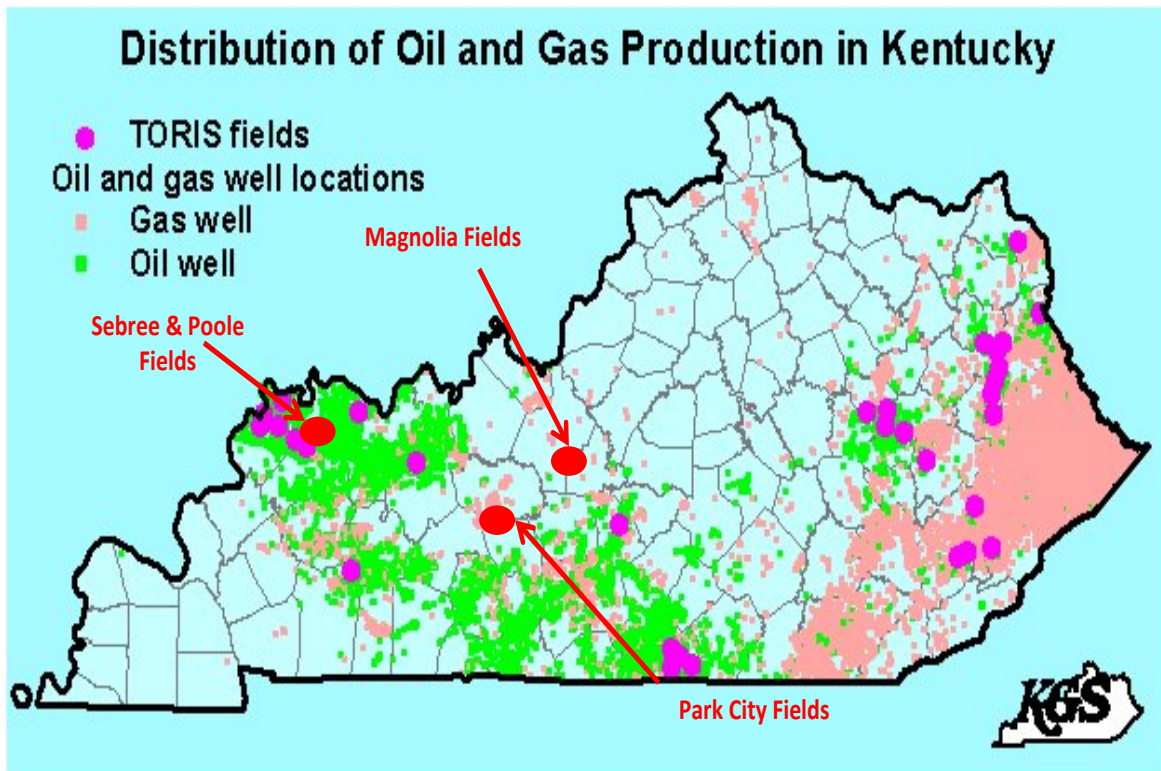 Distribution of Oil and Gas Production in Kentucky
TORIS fields
Oil and gas well locations
Gas well
Oil well
Magnolia Fields
Sebree & Poole
Fields
Park City Fields
KGS